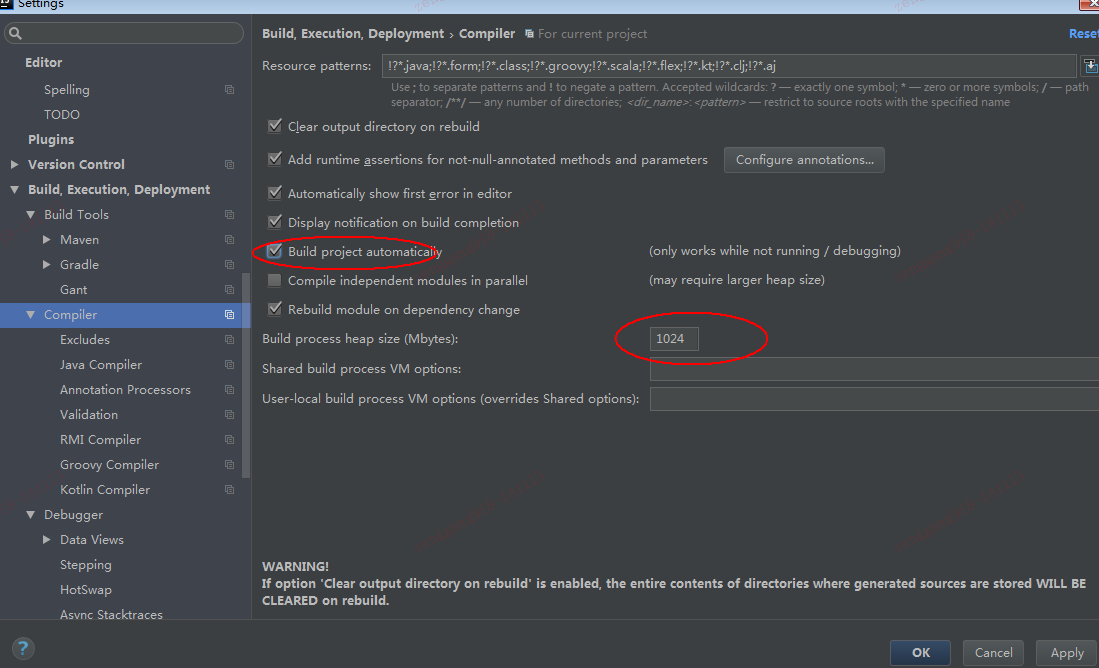 Settings
Editor
Spelling
TODO
Plugins
Version Control
Build, Execution, Deployment
Build Tools
Maven
Gradle
Gant
Compiler
Excludes
Java Compiler
Annotation Processors
Validation
RMI Compiler
Groovy Compiler
Kotlin Compiler
Debugger
Data Views
Stepping
HotSwap
Async Stacktraces
Build, Execution, Deployment › Compiler For current project
Reset
Resource patterns: !?*.java;!?*.form;!?*.class;!?*.groovy;!?*.scala;!?*.flex;!?*.kt;!?*.clj;!?*.aj
Use ; to separate patterns and ! to negate a pattern. Accepted wildcards: ? — exactly one symbol; * — zero or more symbols; / — path
separator; /**/ — any number of directories; <dir_name>:<pattern> — restrict to source roots with the specified name
Clear output directory on rebuild
Add runtime assertions for not-null-annotated methods and parameters Configure annotations...
Automatically show first error in editor
Display notification on build completion
Build project automatically (only works while not running / debugging)
Compile independent modules in parallel (may require larger heap size)
Rebuild module on dependency change
Build process heap size (Mbytes): 1024
Shared build process VM options:
User-local build process VM options (overrides Shared options):
WARNING!
If option 'Clear output directory on rebuild' is enabled, the entire contents of directories where generated sources are stored WILL BE
CLEARED on rebuild.
?
OK Cancel Apply